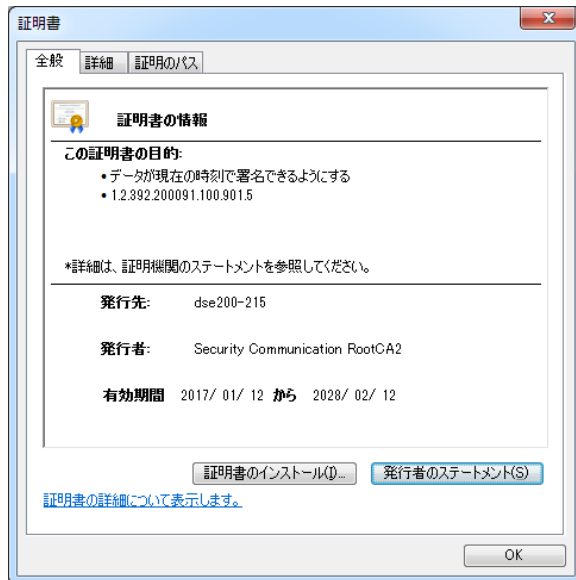 証明書
全般 詳細 証明のパス
証明書の情報
この証明書の目的:
•データが現在の時刻で署名できるようにする
•1.2.392.200091.100.901.5
*詳細は、証明機関のステートメントを参照してください。
発行先: dse200-215
発行者: Security Communication RootCA2
有効期間 2017/ 01/ 12 から 2028/ 02/ 12
証明書のインストール(I)... 発行者のステートメント(S)
証明書の詳細について表示します。
OK